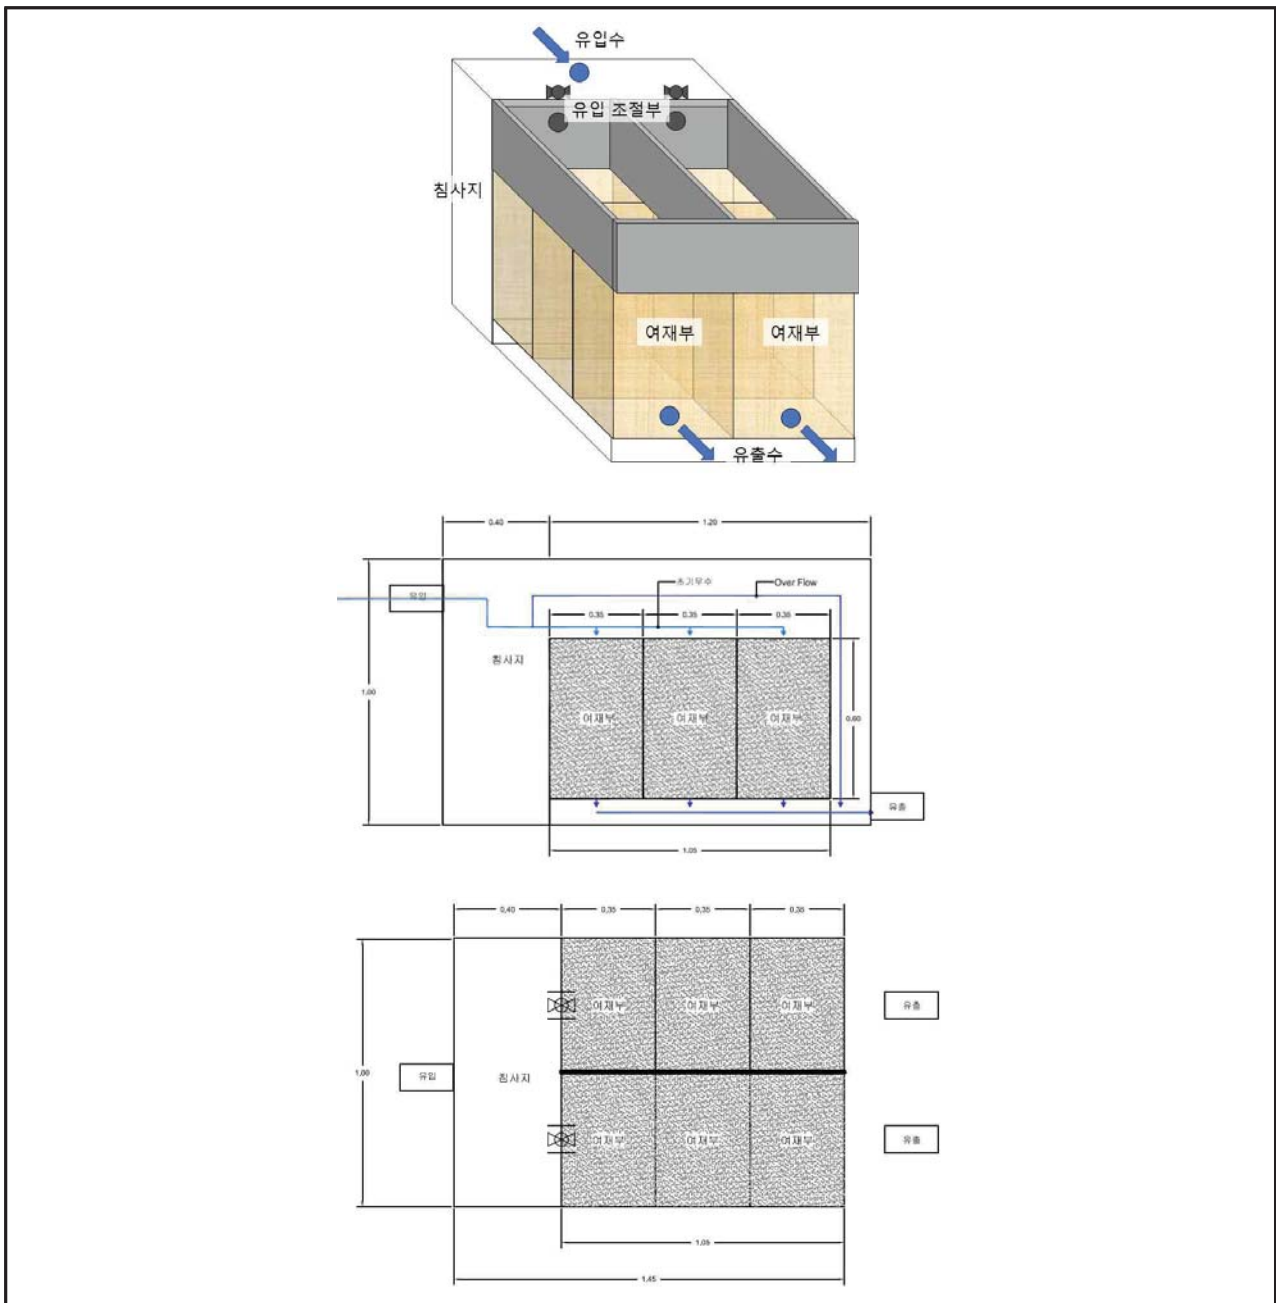 유입수
유입 조절부
침사지
여재부 여재부
유출수
0.40 1.20
유입 초기우수 Over Flow
0.35 0.35 0.35
침사지
1.00 여재부 여재부 여재부 0.60
유출
1.05
0.40 0.35 0.35 0.35
여재부 여재부 여재부 유출
1.00 유입 침사지
여재부 여재부 여재부 유출
1.05
1.45